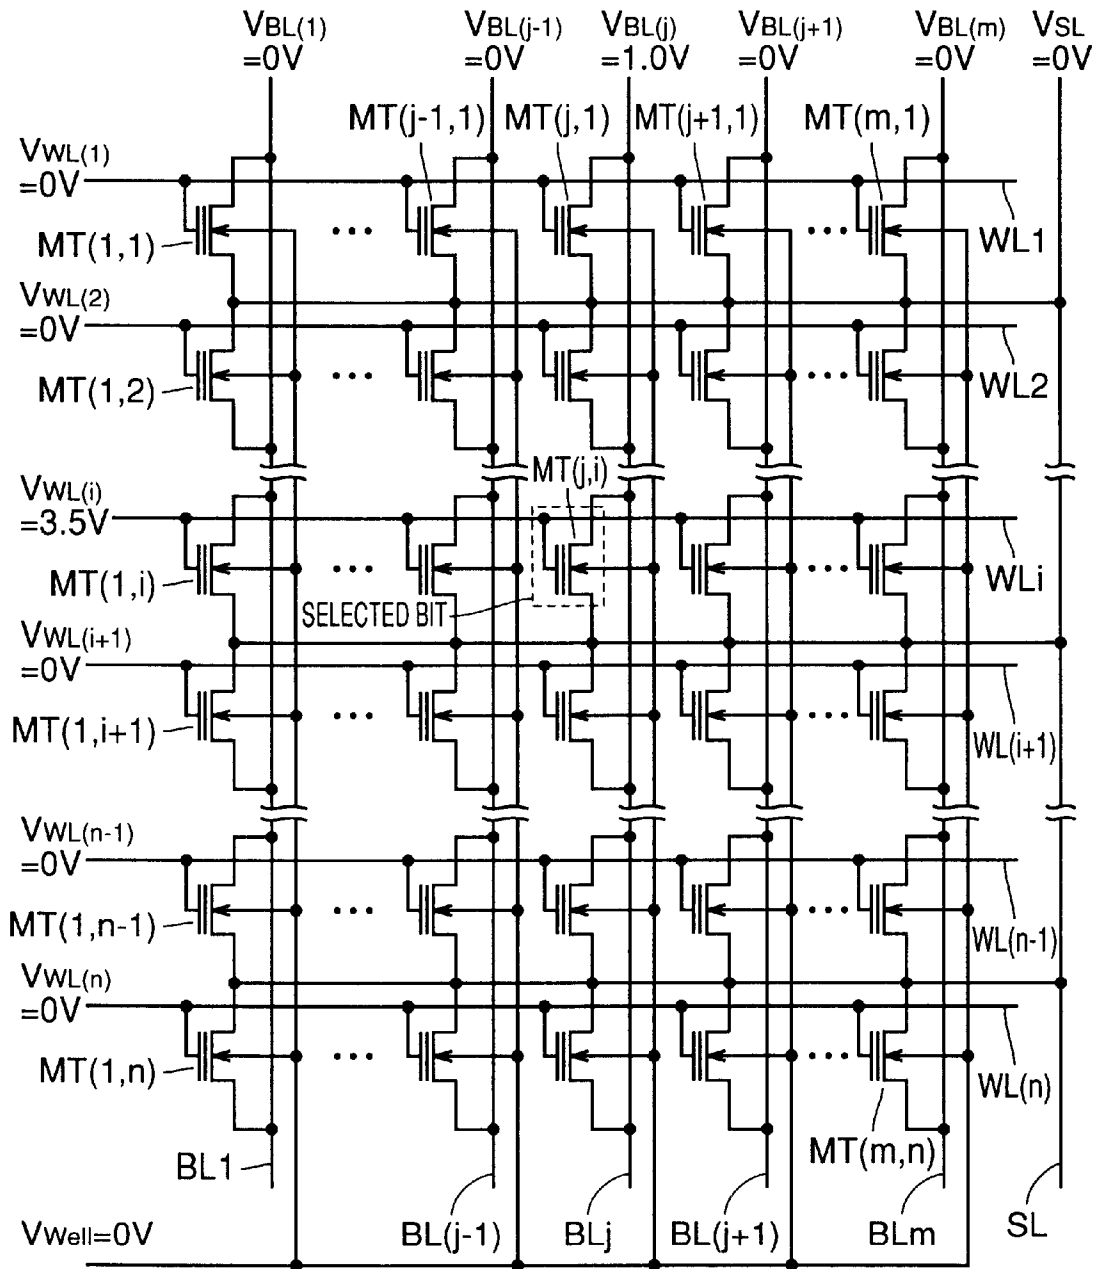 VBL(1)
=0V
VBL(j-1)
=0V
VBL(j)
=1.0V
VBL(j+1)
=0V
VBL(m)
=0V
VSL
=0V
MT(j-1,1)
MT(j,1)
MT(j+1,1)
MT(m,1)
VWL(1)
=0V
MT(1,1)
...
...
WL1
VWL(2)
=0V
MT(1,2)
...
...
WL2
MT(j,i)
VWL(i)
=3.5V
MT(1,i)
...
...
WLi
SELECTED BIT
VWL(i+1)
=0V
MT(1,i+1)
...
...
WL(i+1)
VWL(n-1)
=0V
MT(1,n-1)
...
...
WL(n-1)
VWL(n)
=0V
MT(1,n)
...
...
WL(n)
MT(m,n)
BL1
BL(j-1)
BLj
BL(j+1)
BLm
SL
VWell=0V